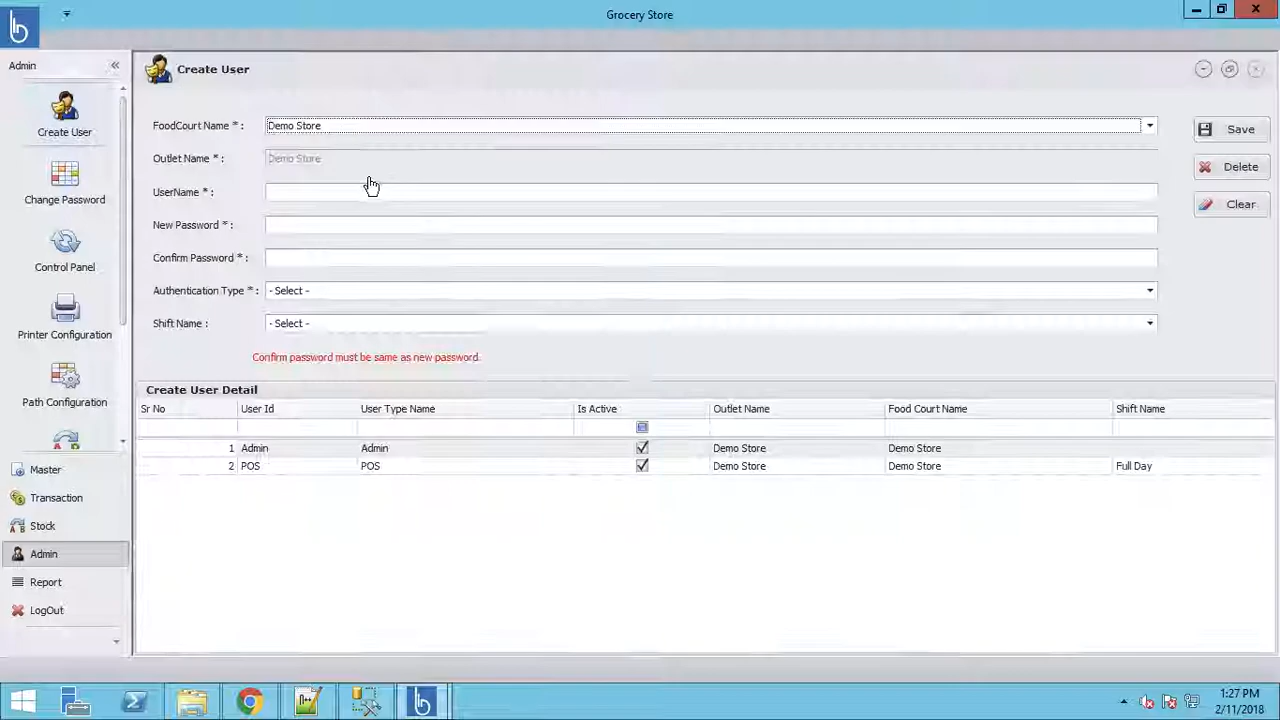 Grocery Store
Admin «
Create User
Change Password
Control Panel
Printer Configuration
Path Configuration
Master
Transaction
Stock
Admin
Report
LogOut
Create User
FoodCourt Name * : Demo Store
Outlet Name * : Demo Store
UserName * :
New Password * :
Confirm Password * :
Authentication Type * : - Select -
Shift Name : - Select -
Confirm password must be same as new password.
Save
Delete
Clear
Create User Detail
Sr No User Id User Type Name Is Active Outlet Name Food Court Name Shift Name
1 Admin Admin Demo Store Demo Store
2 POS POS Demo Store Demo Store Full Day
1:27 PM
2/11/2018